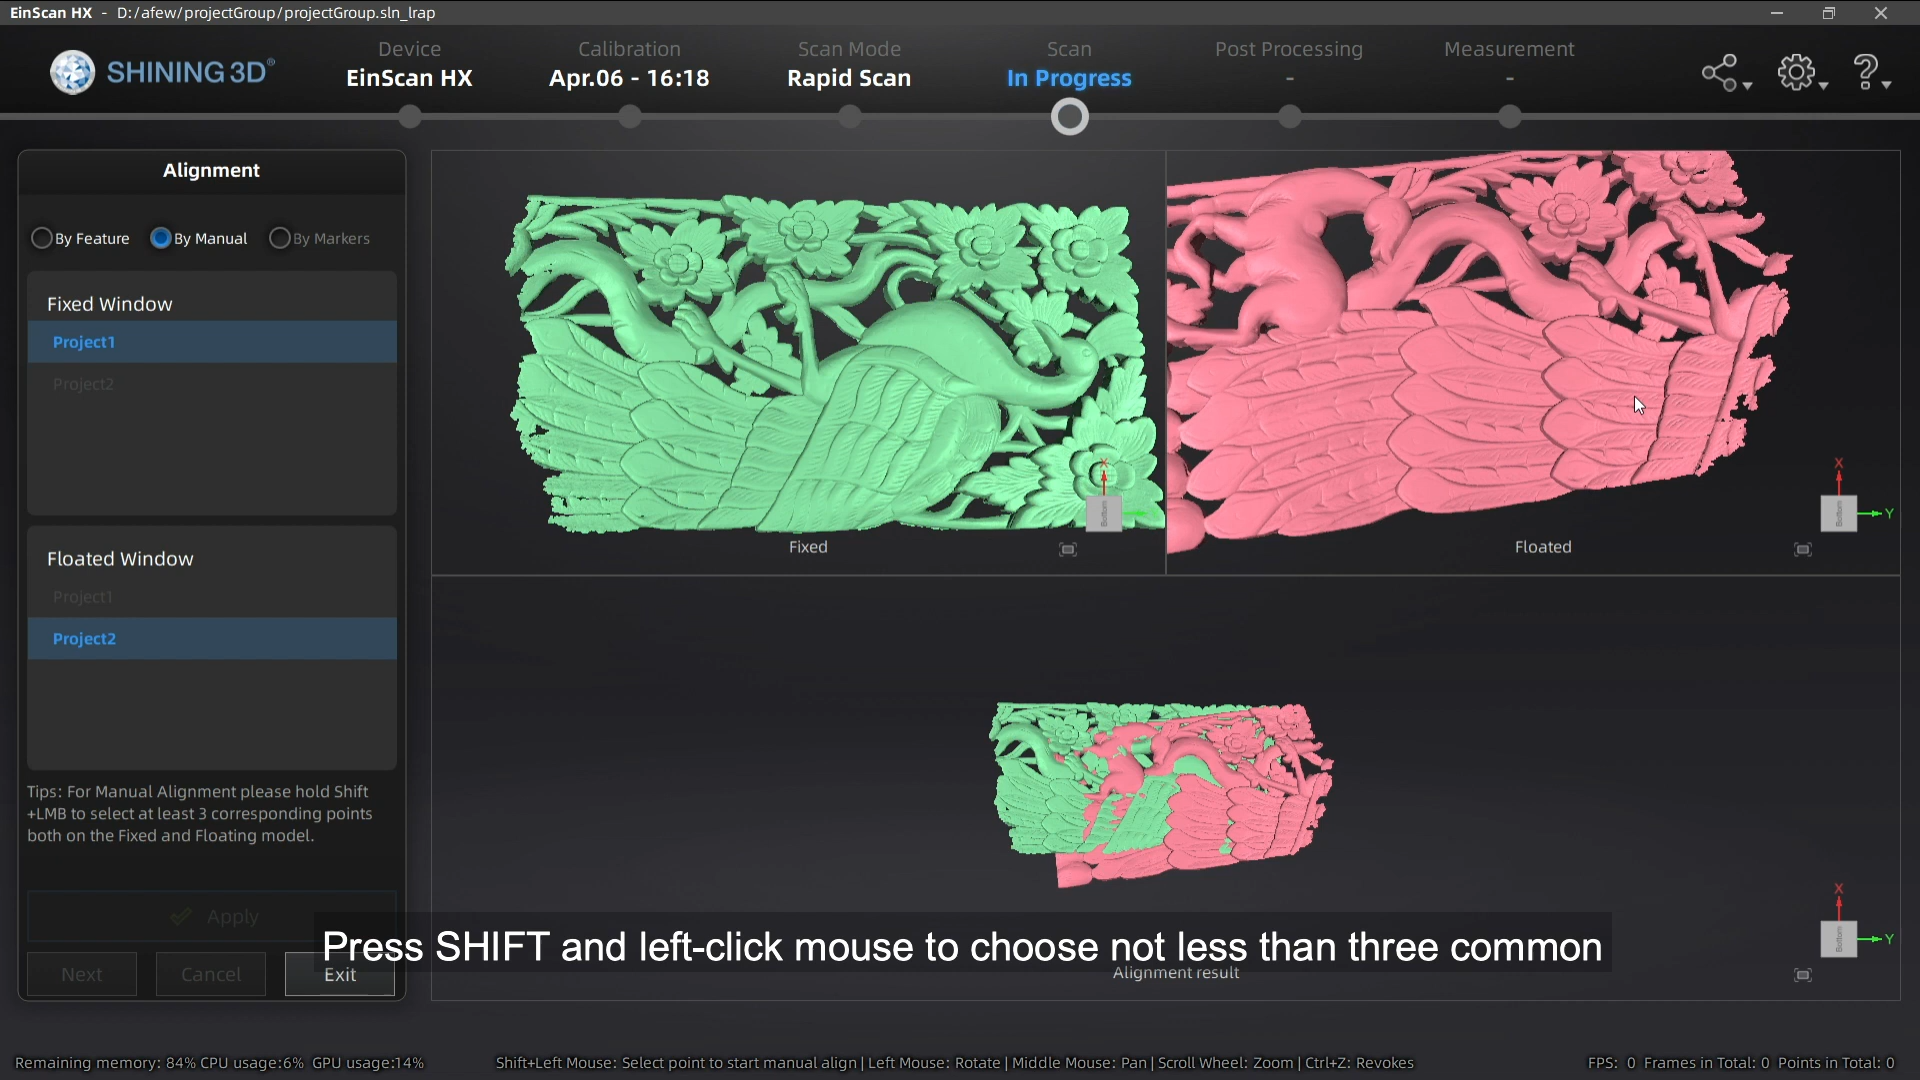 EinScan HX - D:/afew/projectGroup/projectGroup.sln_lrap
SHINING 3D®
Device
EinScan HX
Calibration
Apr.06 - 16:18
Scan Mode
Rapid Scan
Scan
In Progress
Post Processing
-
Measurement
-
Alignment
By Feature
By Manual
By Markers
Fixed Window
Project1
Project2
Floated Window
Project1
Project2
Tips: For Manual Alignment please hold Shift
+LMB to select at least 3 corresponding points
both on the Fixed and Floating model.
Apply
Next
Cancel
Exit
Fixed
X
Bottom
Floated
X
Bottom
Y
Press SHIFT and left-click mouse to choose not less than three common
Alignment result
X
Bottom
Y
Remaining memory: 84% CPU usage:6% GPU usage:14%
Shift+Left Mouse: Select point to start manual align | Left Mouse: Rotate | Middle Mouse: Pan | Scroll Wheel: Zoom | Ctrl+Z: Revokes
FPS: 0 Frames in Total: 0 Points in Total: 0